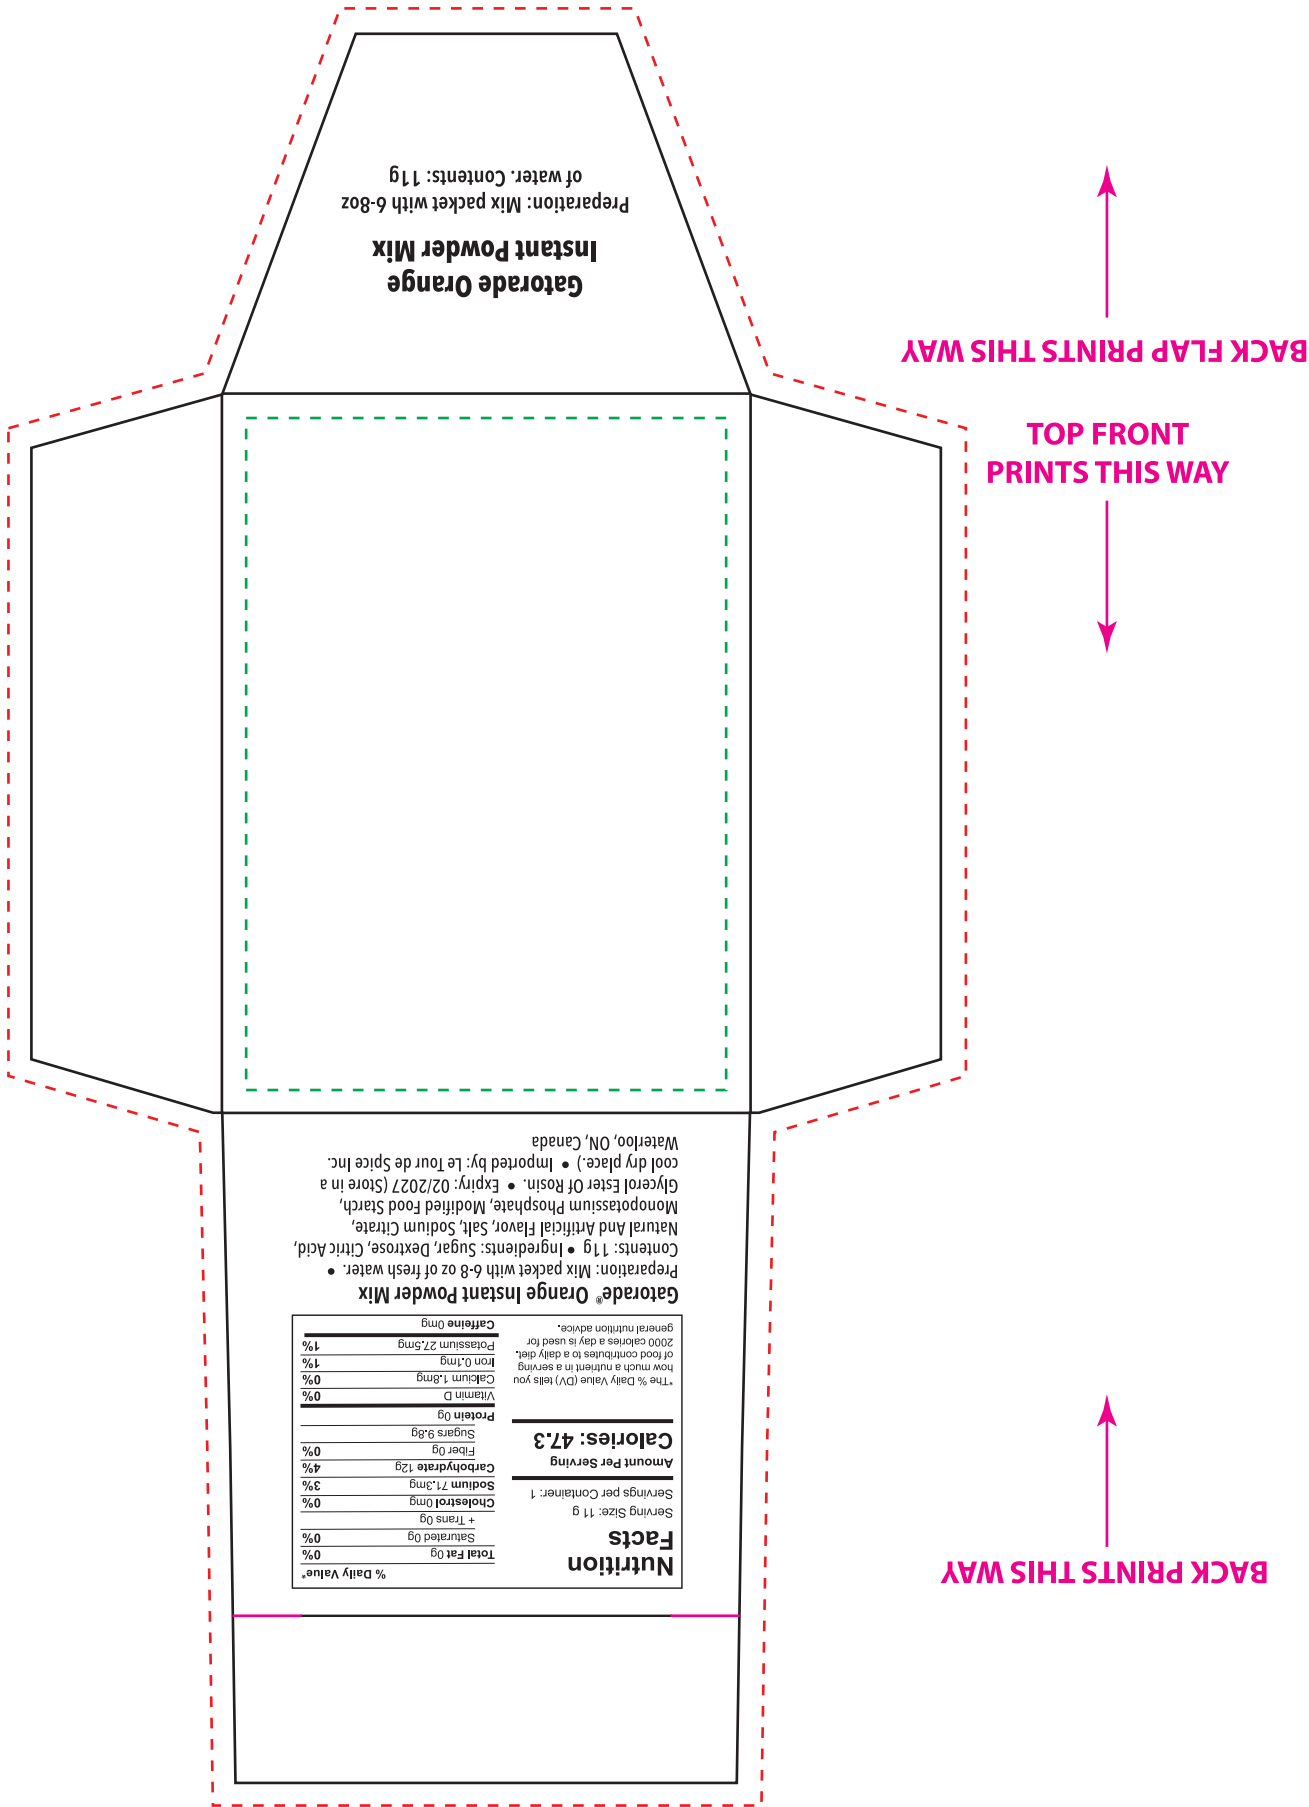 Gatorade Orange
Instant Powder Mix
Preparation: Mix packet with 6-8oz
of water. Contents: 11g
BACK FLAP PRINTS THIS WAY
TOP FRONT
PRINTS THIS WAY
BACK PRINTS THIS WAY
Nutrition
Facts
Serving Size: 11 g
Servings per Container: 1
Amount Per Serving
Calories: 47.3
*The % Daily Value (DV) tells you
how much a nutrient in a serving
of food contributes to a daily diet.
2000 calories a day is used for
general nutrition advice.
% Daily Value*
Total Fat 0g 0%
Saturated 0g 0%
+ Trans 0g
Cholestrol 0mg 0%
Sodium 71.3mg 3%
Carbohydrate 12g 4%
Fiber 0g 0%
Sugars 9.8g
Protein 0g
Vitamin D 0%
Calcium 1.8mg 0%
Iron 0.1mg 1%
Potassium 27.5mg 1%
Caffeine 0mg
Gatorade® Orange Instant Powder Mix
Preparation: Mix packet with 6-8 oz of fresh water. •
Contents: 11g • Ingredients: Sugar, Dextrose, Citric Acid,
Natural And Artificial Flavor, Salt, Sodium Citrate,
Monopotassium Phosphate, Modified Food Starch,
Glycerol Ester Of Rosin. • Expiry: 02/2027 (Store in a
cool dry place.) • Imported by: Le Tour de Spice Inc.
Waterloo, ON, Canada